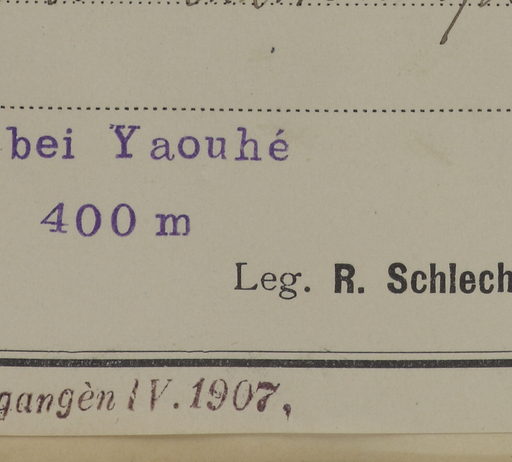 bei Yaouhé
400 m
Leg. R. Schlech
gangèn IV. 1907,